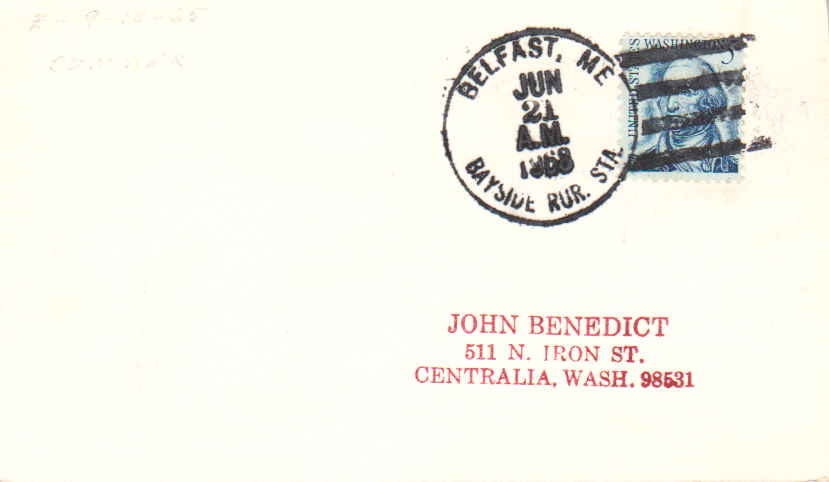 BELFAST, ME
JUN
21
A.M.
1968
BAYSIDE RUR. STA.
UNITED STATES
WASHINGTON 5
JOHN BENEDICT
511 N. IRON ST.
CENTRALIA, WASH. 98531